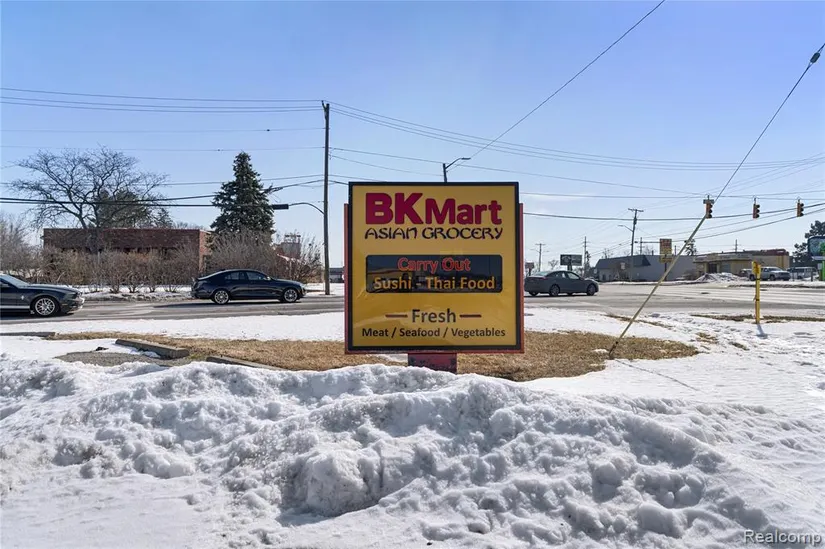 BKMart
ASIAN GROCERY
Carry Out
Sushi - Thai Food
Fresh
Meat / Seafood / Vegetables
Realcomp